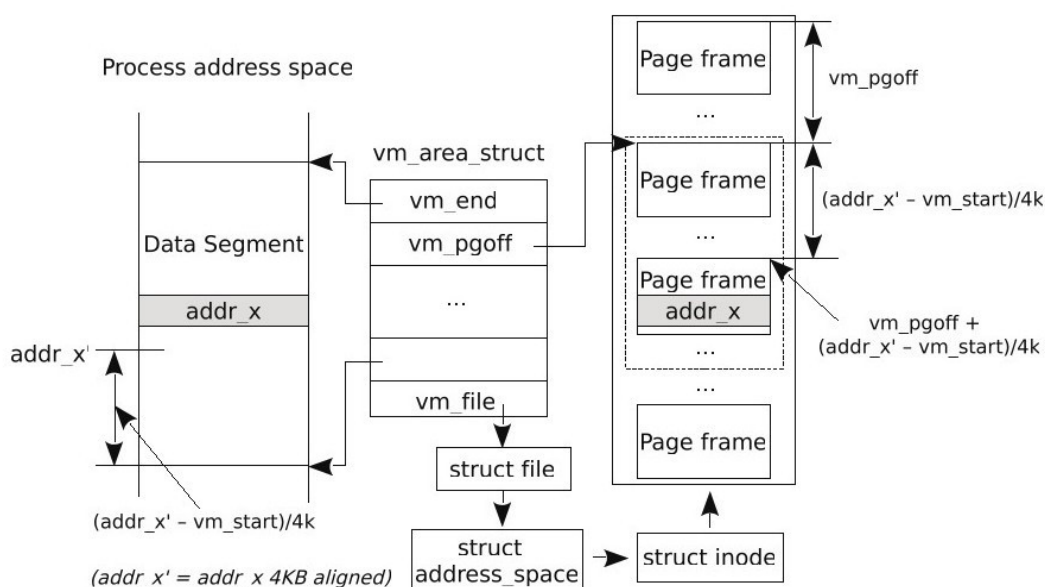 Process address space
Data Segment
addr_x
addr_x'
(addr_x' – vm_start)/4k
(addr_x' = addr_x 4KB aligned)
vm_area_struct
vm_end
vm_pgoff
...
vm_file
struct file
struct
address_space
struct inode
Page frame
...
Page frame
...
Page frame
addr_x
...
...
Page frame
vm_pgoff
(addr_x' – vm_start)/4k
vm_pgoff +
(addr_x' – vm_start)/4k